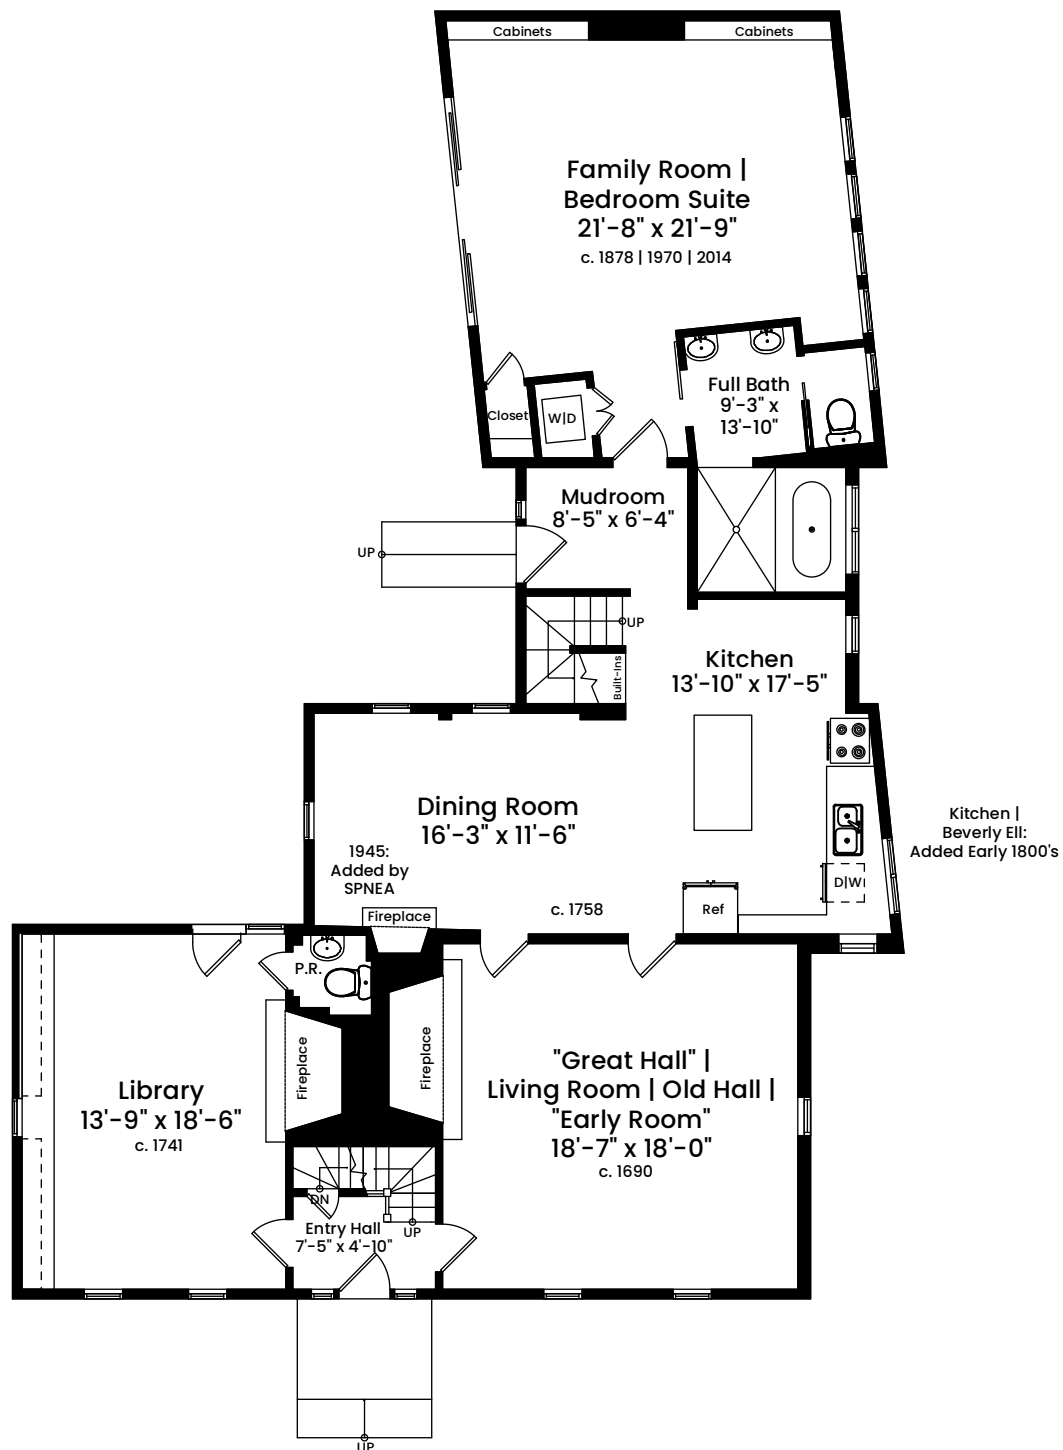 Cabinets
Cabinets
Family Room |
Bedroom Suite
21'-8" x 21'-9"
c. 1878 | 1970 | 2014
Full Bath
9'-3" x
13'-10"
Closet
W|D
Mudroom
8'-5" x 6'-4"
UP
UP
Built-Ins
Kitchen
13'-10" x 17'-5"
Dining Room
16'-3" x 11'-6"
Kitchen |
Beverly Ell:
Added Early 1800's
1945:
Added by
SPNEA
D|W
Fireplace
c. 1758
Ref
P.R.
Fireplace
Fireplace
"Great Hall" |
Living Room | Old Hall |
"Early Room"
18'-7" x 18'-0"
c. 1690
Library
13'-9" x 18'-6"
c. 1741
DN
Entry Hall
7'-5" x 4'-10"
UP
UP